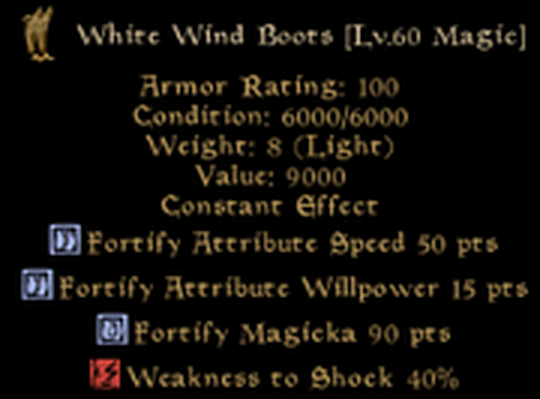 White Wind Boots [Lv.60 Magic]
Armor Rating: 100
Condition: 6000/6000
Weight: 8 (Light)
Value: 9000
Constant Effect
Fortify Attribute Speed 50 pts
Fortify Attribute Willpower 15 pts
Fortify Magicka 90 pts
Weakness to Shock 40%